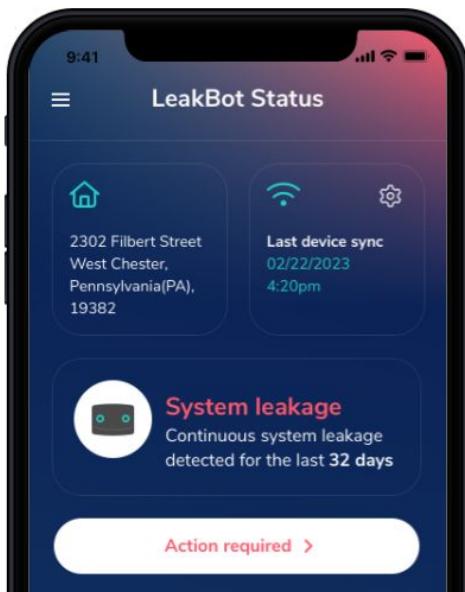 9:41
LeakBot Status
2302 Filbert Street
West Chester,
Pennsylvania(PA),
19382
Last device sync
02/22/2023
4:20pm
System leakage
Continuous system leakage
detected for the last 32 days
Action required >